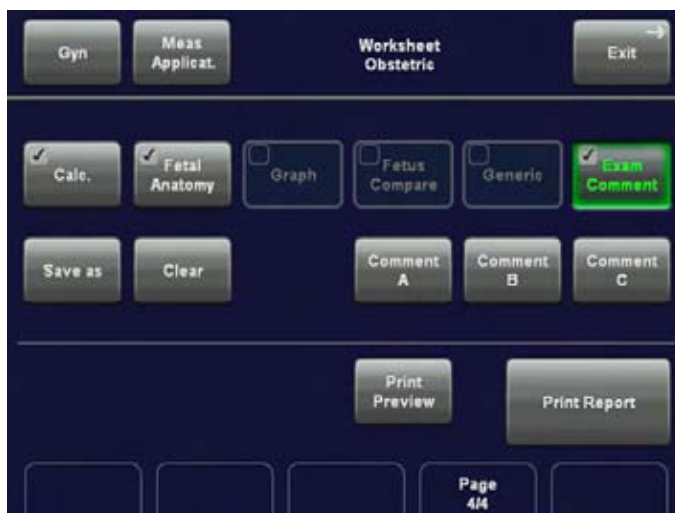 Gyn
Meas
Applicat.
Worksheet
Obstetric
Exit
Calc.
Fetal
Anatomy
Graph
Fetus
Compare
Generic
Exam
Comment
Save as
Clear
Comment
A
Comment
B
Comment
C
Print
Preview
Print Report
Page
4/4